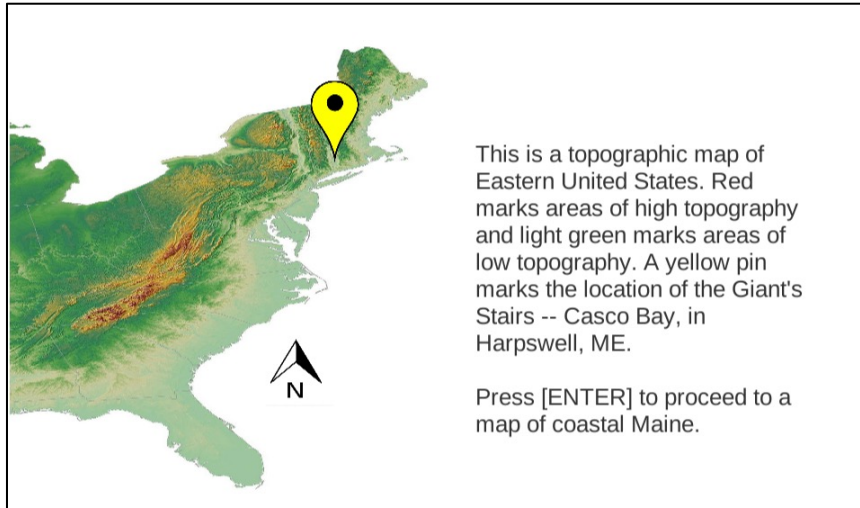 This is a topographic map of
Eastern United States. Red
marks areas of high topography
and light green marks areas of
low topography. A yellow pin
marks the location of the Giant's
Stairs -- Casco Bay, in
Harpswell, ME.
Press [ENTER] to proceed to a
map of coastal Maine.
N